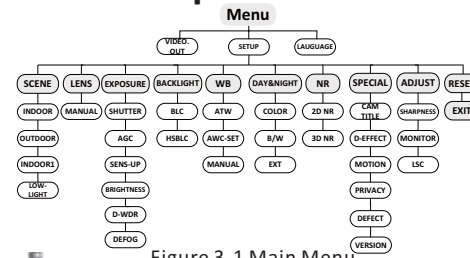 Menu
VIDEO. OUT
SETUP
LAUGUAGE
SCENE
LENS
EXPOSURE
BACKLIGHT
WB
DAY&NIGHT
NR
SPECIAL
ADJUST
RESE
INDOOR
MANUAL
SHUTTER
BLC
ATW
COLOR
2D NR
CAM TITLE
SHARPNESS
EXIT
OUTDOOR
AGC
HSBLC
AWC-SET
B/W
3D NR
D-EFFECT
MONITOR
INDOOR1
SENS-UP
MANUAL
EXT
MOTION
LSC
LOW-LIGHT
BRIGHTNESS
PRIVACY
D-WDR
DEFECT
DEFOG
VERSION
Figure 3-1 Main Menu